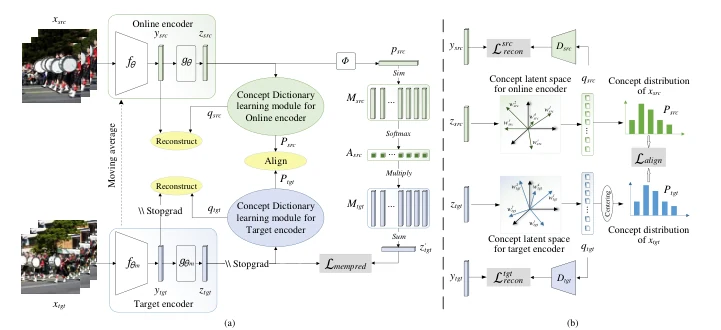 x_src
Online encoder
y_src
z_src
f_θ
g_θ
Φ
p_src
Sim
M_src
...
Softmax
A_src
Multiply
M_tgt
...
Sum
z'_tgt
Concept Dictionary
learning module for
Online encoder
q_src
P_src
Reconstruct
Align
Reconstruct
P_tgt
q_tgt
\\ Stopgrad
Concept Dictionary
learning module for
Target encoder
Moving average
f_θm
g_θm
\\ Stopgrad
ℒ_mempred
x_tgt
y_tgt
z_tgt
Target encoder
(a)
y_src
ℒ^src_recon
D_src
q_src
Concept latent space
for online encoder
Concept distribution
of x_src
z_src
P_src
ℒ_align
z_tgt
Centering
P_tgt
Concept latent space
for target encoder
Concept distribution
of x_tgt
q_tgt
y_tgt
ℒ^tgt_recon
D_tgt
(b)